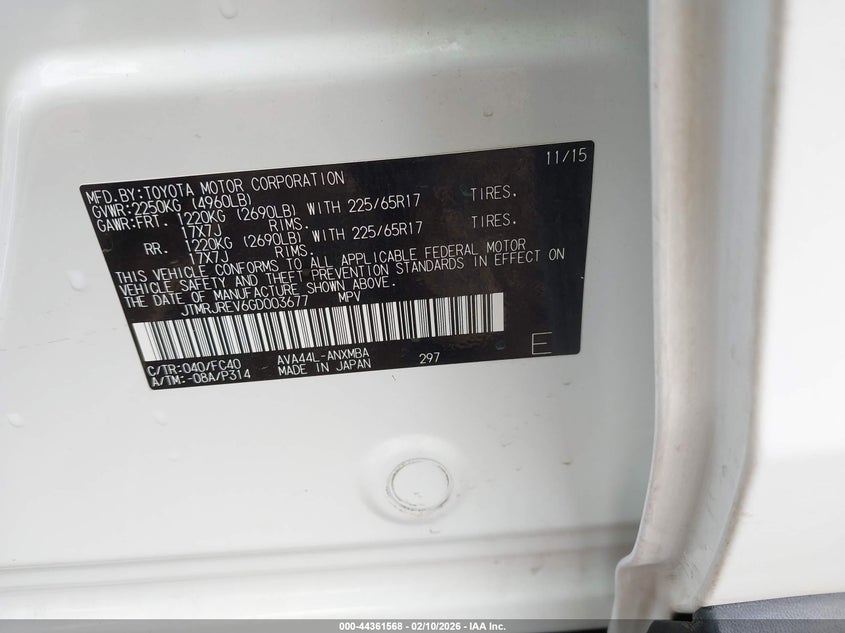 11/15
MFD.BY:TOYOTA MOTOR CORPORATION
GVWR:2250KG (4960LB)
GAWR:FRT. 1220KG (2690LB) WITH 225/65R17 TIRES.
17X7J RIMS.
RR. 1220KG (2690LB) WITH 225/65R17 TIRES.
17X7J RIMS.
THIS VEHICLE CONFORMS TO ALL APPLICABLE FEDERAL MOTOR
VEHICLE SAFETY AND THEFT PREVENTION STANDARDS IN EFFECT ON
THE DATE OF MANUFACTURE SHOWN ABOVE.
JTMRJREV6GD003677 MPV
C/TR:040/FC40 AVA44L-ANXMBA 297 E
A/TM:-08A/P314 MADE IN JAPAN
000-44361568 - 02/10/2026 - IAA Inc.